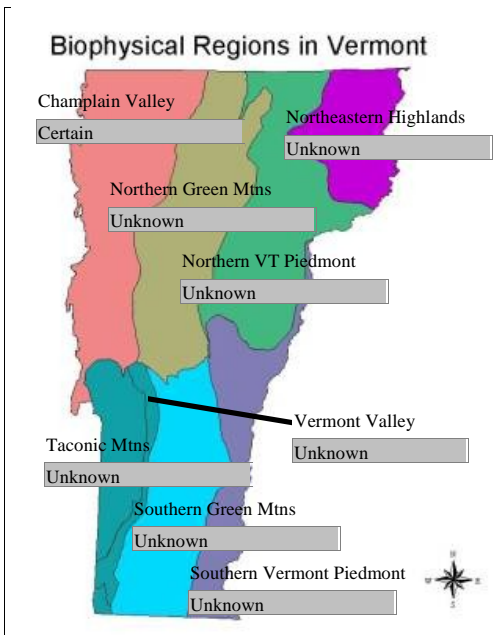 Biophysical Regions in Vermont
Champlain Valley
Certain
Northeastern Highlands
Unknown
Northern Green Mtns
Unknown
Northern VT Piedmont
Unknown
Vermont Valley
Unknown
Taconic Mtns
Unknown
Southern Green Mtns
Unknown
Southern Vermont Piedmont
Unknown
N
W E
S